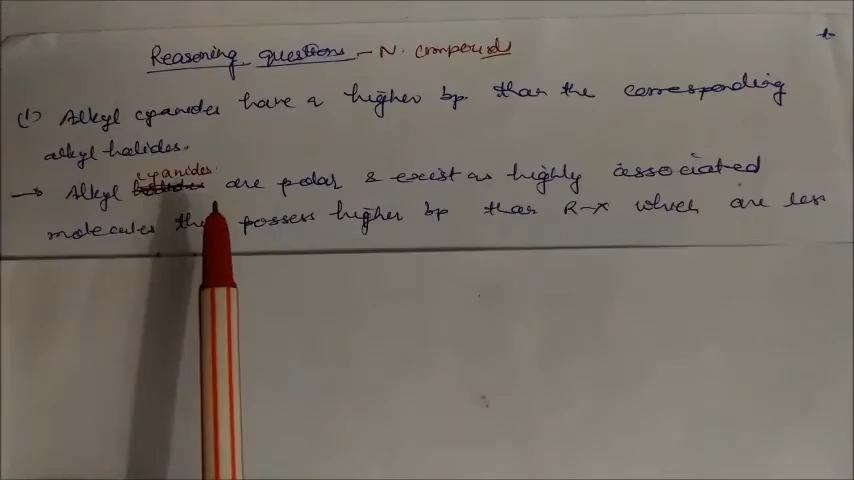 Reasoning questions - N. compounds
(1) Alkyl cyanides have a higher bp than the corresponding
alkyl halides.
cyanides
→ Alkyl halides are polar & exist as highly associated
molecules the possess higher bp than R-X which are less